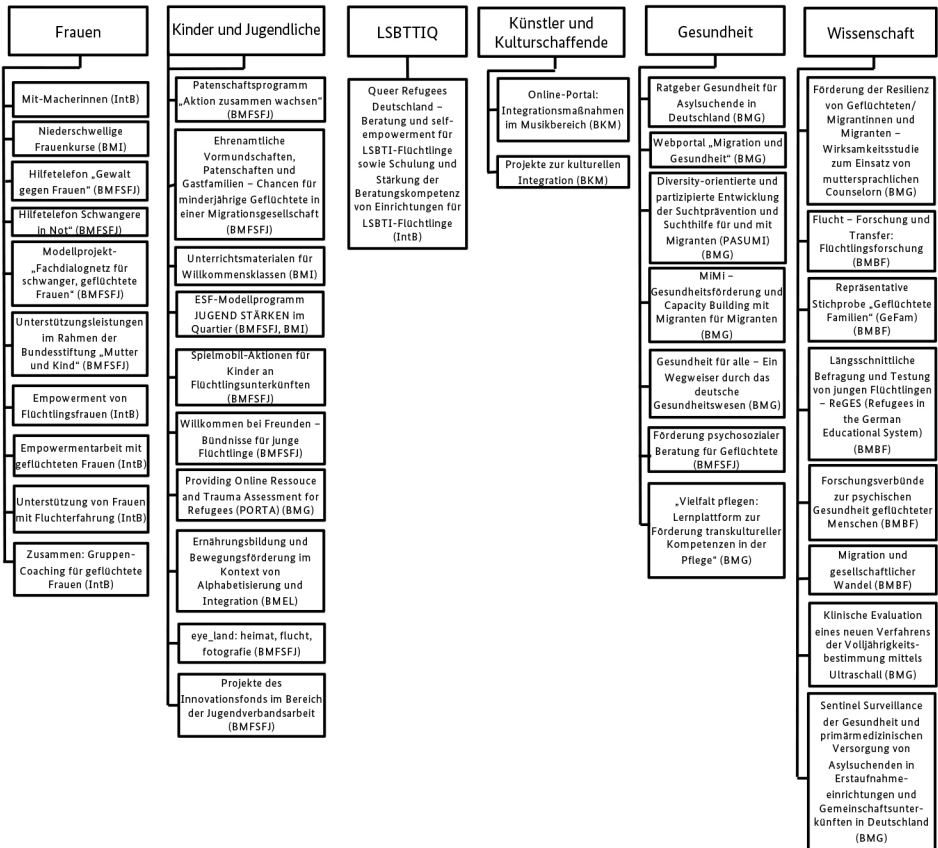 Frauen
Mit-Macherinnen (IntB)
Niederschwellige
Frauenkurse (BMI)
Hilfetelefon „Gewalt
gegen Frauen“ (BMFSFJ)
Hilfetelefon Schwangere
in Not“ (BMFSFJ)
Modellprojekt-
„Fachdialognetz für
schwanger, geflüchtete
Frauen“ (BMFSFJ)
Unterstützungsleistungen
im Rahmen der
Bundesstiftung „Mutter
und Kind“ (BMFSFJ)
Empowerment von
Flüchtlingsfrauen (IntB)
Empowermentarbeit mit
geflüchteten Frauen (IntB)
Unterstützung von Frauen
mit Fluchterfahrung (IntB)
Zusammen: Gruppen-
Coaching für geflüchtete
Frauen (IntB)
Kinder und Jugendliche
Patenschaftsprogramm
„Aktion zusammen wachsen“
(BMFSFJ)
Ehrenamtliche
Vormundschaften,
Patenschaften und
Gastfamilien – Chancen für
minderjährige Geflüchtete in
einer Migrationsgesellschaft
(BMFSFJ)
Unterrichtsmaterialen für
Willkommensklassen (BMI)
ESF-Modellprogramm
JUGEND STÄRKEN im
Quartier (BMFSFJ, BMI)
Spielmobil-Aktionen für
Kinder an
Flüchtlingsunterkünften
(BMFSFJ)
Willkommen bei Freunden –
Bündnisse für junge
Flüchtlinge (BMFSFJ)
Providing Online Ressouce
and Trauma Assessment for
Refugees (PORTA) (BMG)
Ernährungsbildung und
Bewegungsförderung im
Kontext von
Alphabetisierung und
Integration (BMEL)
eye_land: heimat, flucht,
fotografie (BMFSFJ)
Projekte des
Innovationsfonds im Bereich
der Jugendverbandsarbeit
(BMFSFJ)
LSBTTIQ
Queer Refugees
Deutschland –
Beratung und self-
empowerment für
LSBTI-Flüchtlinge
sowie Schulung und
Stärkung der
Beratungskompetenz
von Einrichtungen für
LSBTI-Flüchtlinge
(IntB)
Künstler und
Kulturschaffende
Online-Portal:
Integrationsmaßnahmen
im Musikbereich (BKM)
Projekte zur kulturellen
Integration (BKM)
Gesundheit
Ratgeber Gesundheit für
Asylsuchende in
Deutschland (BMG)
Webportal „Migration und
Gesundheit“ (BMG)
Diversity-orientierte und
partizipierte Entwicklung
der Suchtprävention und
Suchthilfe für und mit
Migranten (PASUMI)
(BMG)
MiMi –
Gesundheitsförderung und
Capacity Building mit
Migranten für Migranten
(BMG)
Gesundheit für alle – Ein
Wegweiser durch das
deutsche
Gesundheitswesen (BMG)
Förderung psychosozialer
Beratung für Geflüchtete
(BMFSFJ)
„Vielfalt pflegen:
Lernplattform zur
Förderung transkultureller
Kompetenzen in der
Pflege“ (BMG)
Wissenschaft
Förderung der Resilienz
von Geflüchteten/
Migrantinnen und
Migranten –
Wirksamkeitsstudie
zum Einsatz von
muttersprachlichen
Counselorn (BMG)
Flucht – Forschung und
Transfer:
Flüchtlingsforschung
(BMBF)
Repräsentative
Stichprobe „Geflüchtete
Familien“ (GeFam)
(BMBF)
Längsschnittliche
Befragung und Testung
von jungen Flüchtlingen
– ReGES (Refugees in
the German
Educational System)
(BMBF)
Forschungsverbünde
zur psychischen
Gesundheit geflüchteter
Menschen (BMBF)
Migration und
gesellschaftlicher
Wandel (BMBF)
Klinische Evaluation
eines neuen Verfahrens
der Volljährigkeits-
bestimmung mittels
Ultraschall (BMG)
Sentinel Surveillance
der Gesundheit und
primärmedizinischen
Versorgung von
Asylsuchenden in
Erstaufnahme-
einrichtungen und
Gemeinschaftsunter-
künften in Deutschland
(BMG)